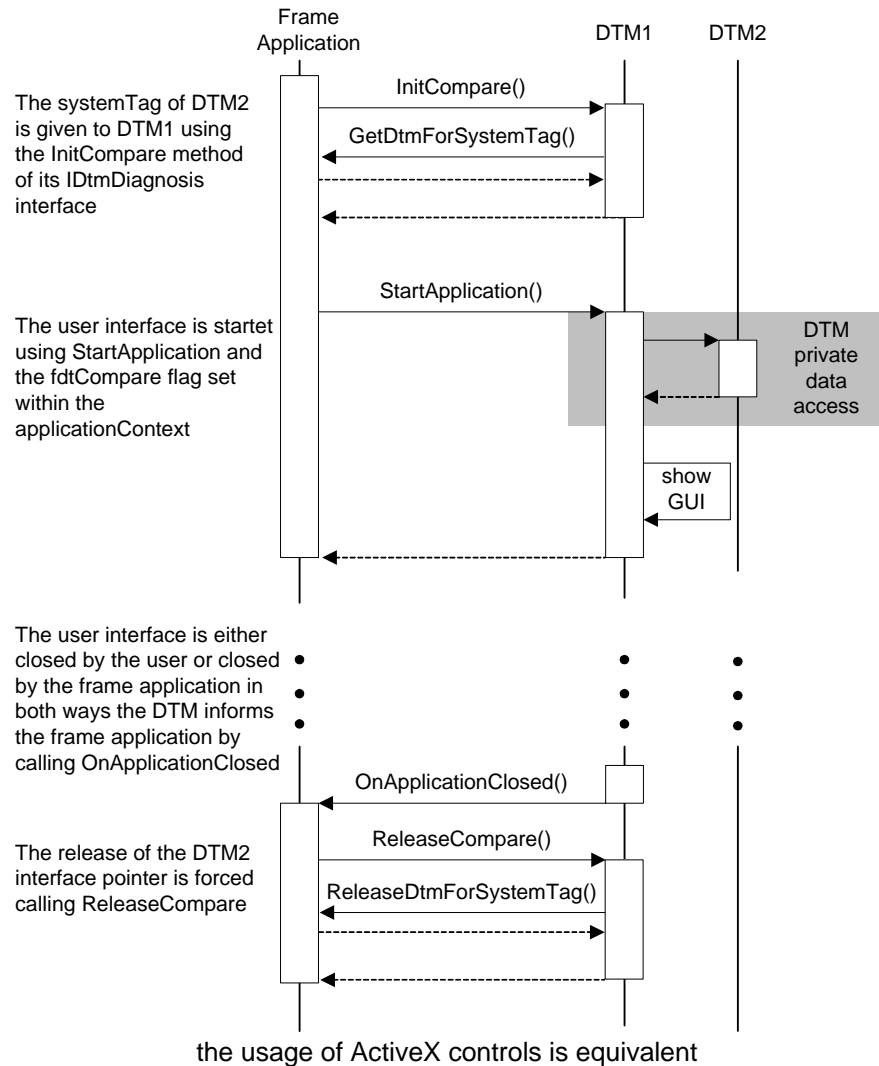 Frame
Application
DTM1
DTM2
The systemTag of DTM2
is given to DTM1 using
the InitCompare method
of its IDtmDiagnosis
interface
InitCompare()
GetDtmForSystemTag()
StartApplication()
The user interface is startet
using StartApplication and
the fdtCompare flag set
within the
applicationContext
DTM
private
data
access
show
GUI
The user interface is either
closed by the user or closed
by the frame application in
both ways the DTM informs
the frame application by
calling OnApplicationClosed
OnApplicationClosed()
ReleaseCompare()
The release of the DTM2
interface pointer is forced
calling ReleaseCompare
ReleaseDtmForSystemTag()
the usage of ActiveX controls is equivalent